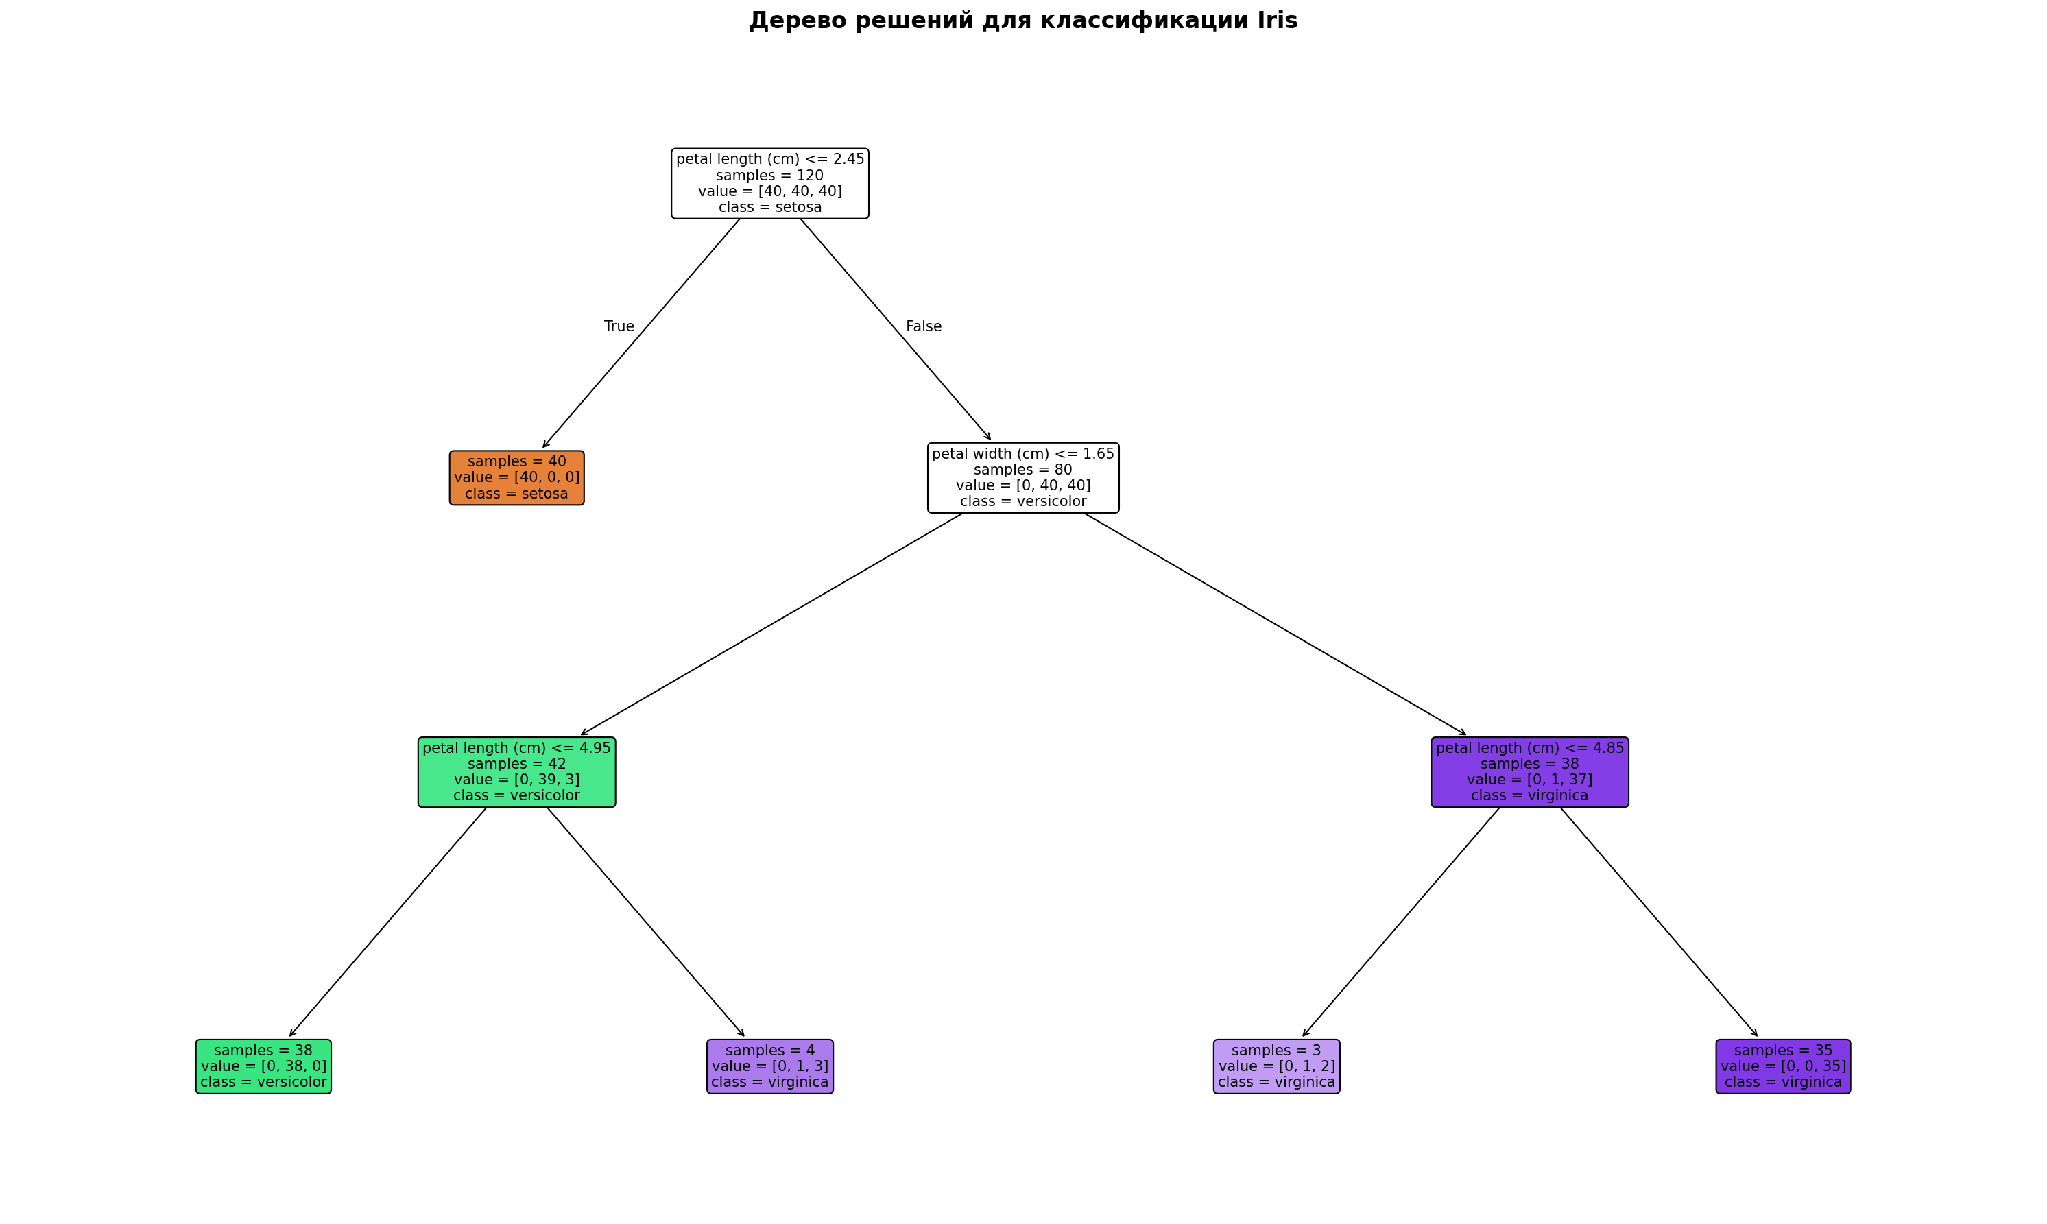 Дерево решений для классификации Iris
petal length (cm) <= 2.45
samples = 120
value = [40, 40, 40]
class = setosa
True
False
samples = 40
value = [40, 0, 0]
class = setosa
petal width (cm) <= 1.65
samples = 80
value = [0, 40, 40]
class = versicolor
petal length (cm) <= 4.95
samples = 42
value = [0, 39, 3]
class = versicolor
petal length (cm) <= 4.85
samples = 38
value = [0, 1, 37]
class = virginica
samples = 38
value = [0, 38, 0]
class = versicolor
samples = 4
value = [0, 1, 3]
class = virginica
samples = 3
value = [0, 1, 2]
class = virginica
samples = 35
value = [0, 0, 35]
class = virginica